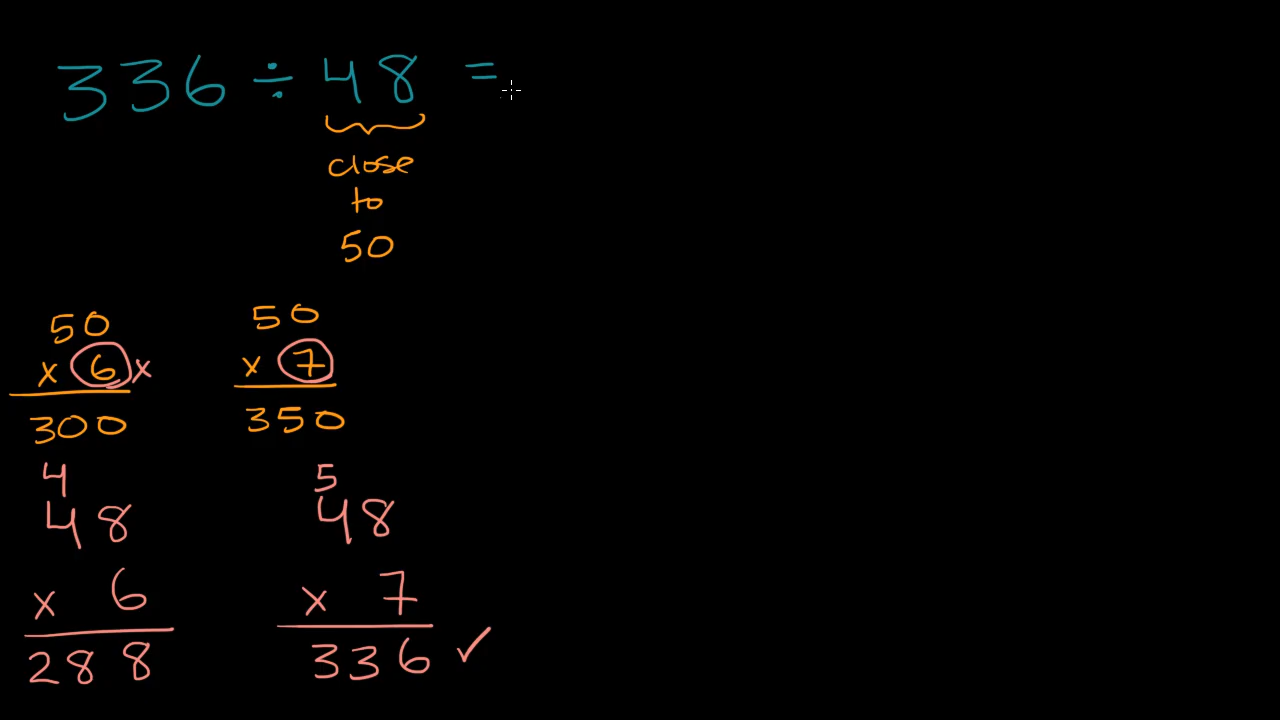 336 ÷ 48 =
close
to
50
50
x 6 x
300
50
x 7
350
4
48
x 6
288
5
48
x 7
336 ✓